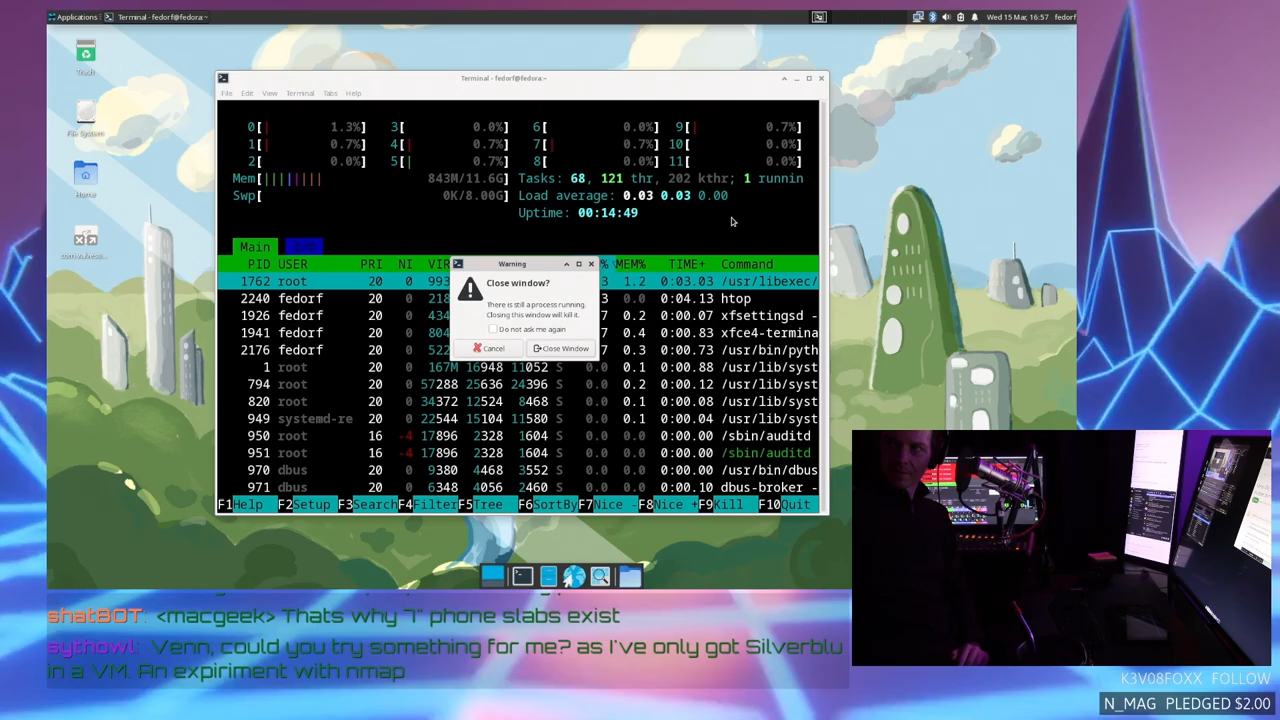 Applications Terminal - fedorf@fedora:~ Wed 15 Mar, 16:57 fedorf
Trash
File System
Home
com.valvess...
Terminal - fedorf@fedora:~
File Edit View Terminal Tabs Help
0[| 1.3%] 3[ 0.0%] 6[ 0.0%] 9[| 0.7%]
1[| 0.7%] 4[| 0.7%] 7[| 0.7%] 10[ 0.0%]
2[ 0.0%] 5[| 0.7%] 8[ 0.0%] 11[ 0.0%]
Mem[|||||||| 843M/11.6G] Tasks: 68, 121 thr, 202 kthr; 1 runnin
Swp[ 0K/8.00G] Load average: 0.03 0.03 0.00
Uptime: 00:14:49
Main I/O
PID USER PRI NI VIR % MEM% TIME+ Command
1762 root 20 0 993 3 1.2 0:03.03 /usr/libexec/
2240 fedorf 20 0 218 0.0 0:04.13 htop
1926 fedorf 20 0 434 7 0.2 0:00.07 xfsettingsd -
1941 fedorf 20 0 804 7 0.4 0:00.83 xfce4-termina
2176 fedorf 20 0 522 7 0.3 0:00.73 /usr/bin/pyth
1 root 20 0 167M 16948 11052 S 0.0 0.1 0:00.88 /usr/lib/syst
794 root 20 0 57288 25636 24396 S 0.0 0.2 0:00.12 /usr/lib/syst
820 root 20 0 34372 12524 8468 S 0.0 0.1 0:00.08 /usr/lib/syst
949 systemd-re 20 0 22544 15104 11580 S 0.0 0.1 0:00.04 /usr/lib/syst
950 root 16 -4 17896 2328 1604 S 0.0 0.0 0:00.00 /sbin/auditd
951 root 16 -4 17896 2328 1604 S 0.0 0.0 0:00.00 /sbin/auditd
970 dbus 20 0 9380 4468 3552 S 0.0 0.0 0:00.00 /usr/bin/dbus
971 dbus 20 0 6348 4056 2460 S 0.0 0.0 0:00.10 dbus-broker -
F1Help F2Setup F3SearchF4FilterF5Tree F6SortByF7Nice -F8Nice +F9Kill F10Quit
Warning
Close window?
There is still a process running.
Closing this window will kill it.
Do not ask me again
Cancel Close Window
shatBOT: <macgeek> Thats why 7" phone slabs exist
sythowl: Venn, could you try something for me? as I've only got Silverblu
in a VM. An expiriment with nmap
K3V08FOXX FOLLOW
N_MAG PLEDGED $2.00